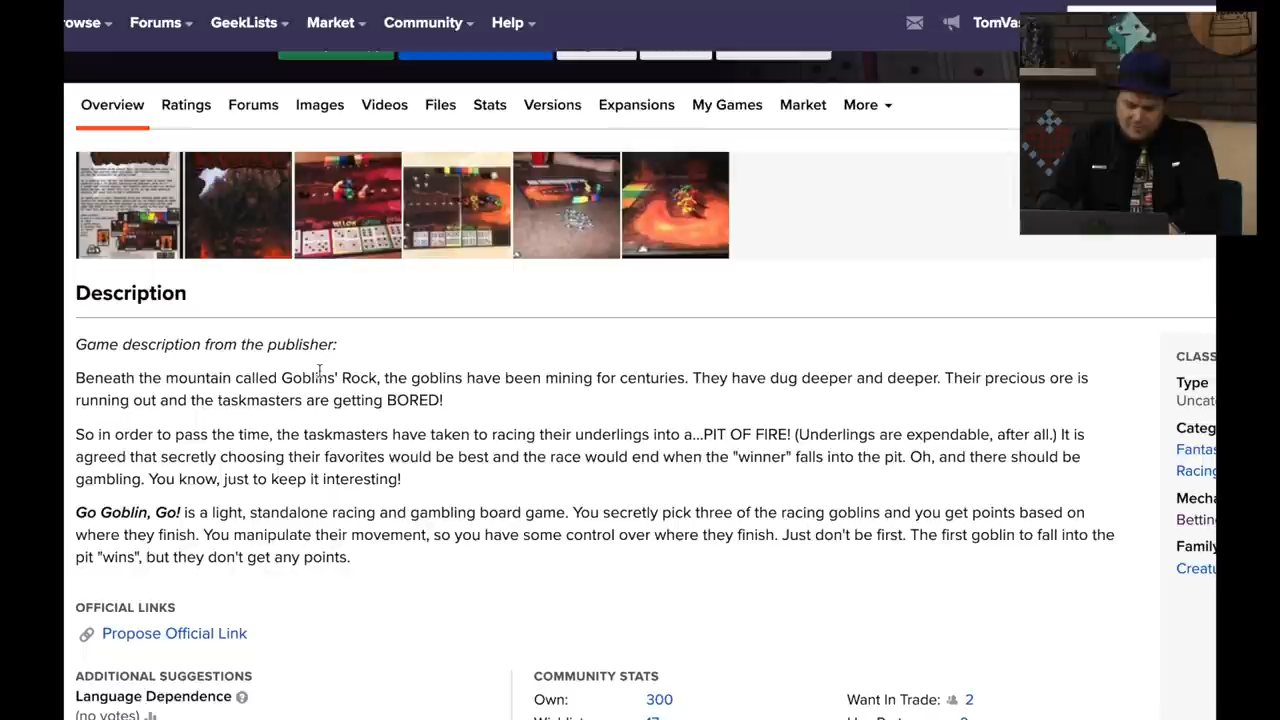 rowse Forums GeekLists Market Community Help TomVas
Overview Ratings Forums Images Videos Files Stats Versions Expansions My Games Market More
YELLOW
Description
Game description from the publisher:
Beneath the mountain called Goblins' Rock, the goblins have been mining for centuries. They have dug deeper and deeper. Their precious ore is
running out and the taskmasters are getting BORED!
So in order to pass the time, the taskmasters have taken to racing their underlings into a...PIT OF FIRE! (Underlings are expendable, after all.) It is
agreed that secretly choosing their favorites would be best and the race would end when the "winner" falls into the pit. Oh, and there should be
gambling. You know, just to keep it interesting!
Go Goblin, Go! is a light, standalone racing and gambling board game. You secretly pick three of the racing goblins and you get points based on
where they finish. You manipulate their movement, so you have some control over where they finish. Just don't be first. The first goblin to fall into the
pit "wins", but they don't get any points.
OFFICIAL LINKS
Propose Official Link
ADDITIONAL SUGGESTIONS
Language Dependence
(no votes)
COMMUNITY STATS
Own: 300
Want In Trade: 2
CLASS
Type
Uncat
Categ
Fantas
Racing
Mecha
Bettin
Family
Creatu